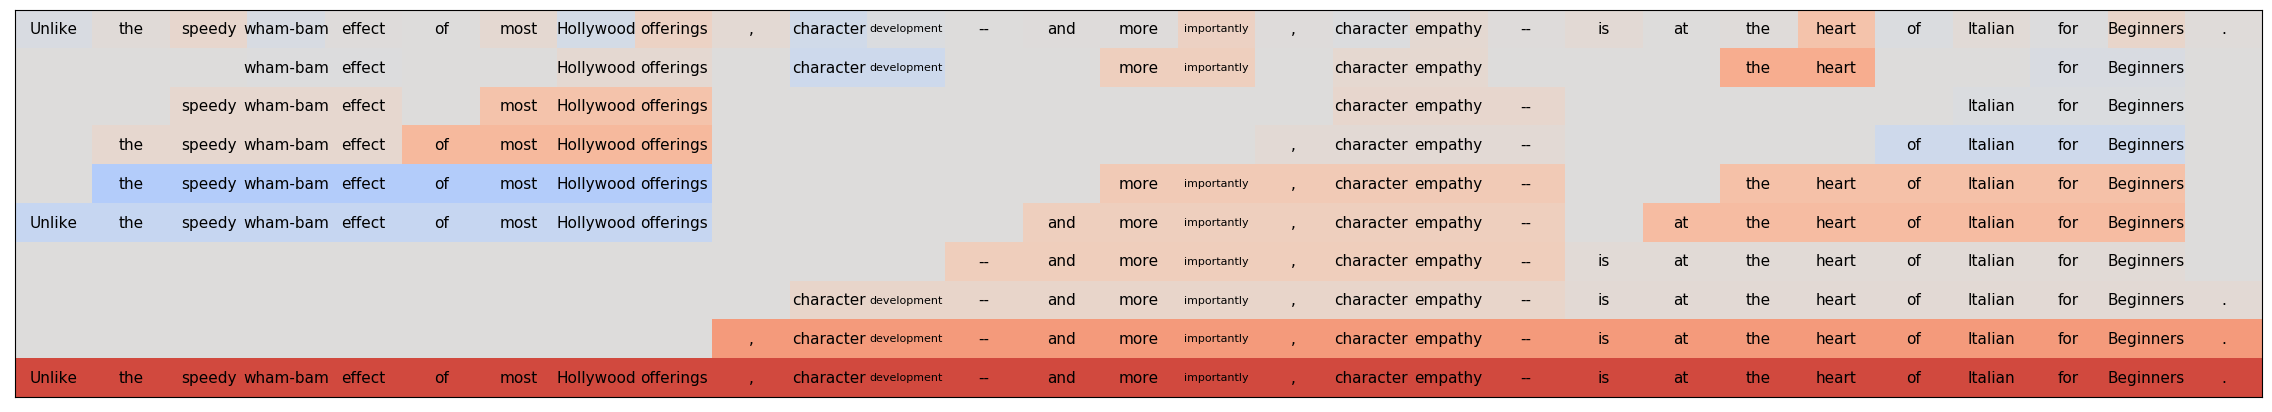 Unlike the speedy wham-bam effect of most Hollywood offerings , character development -- and more importantly , character empathy -- is at the heart of Italian for Beginners .
wham-bam effect Hollywood offerings character development more importantly character empathy the heart for Beginners
speedy wham-bam effect most Hollywood offerings character empathy -- Italian for Beginners
the speedy wham-bam effect of most Hollywood offerings , character empathy -- of Italian for Beginners
the speedy wham-bam effect of most Hollywood offerings more importantly , character empathy -- the heart of Italian for Beginners
Unlike the speedy wham-bam effect of most Hollywood offerings and more importantly , character empathy -- at the heart of Italian for Beginners
-- and more importantly , character empathy -- is at the heart of Italian for Beginners
character development -- and more importantly , character empathy -- is at the heart of Italian for Beginners .
, character development -- and more importantly , character empathy -- is at the heart of Italian for Beginners .
Unlike the speedy wham-bam effect of most Hollywood offerings , character development -- and more importantly , character empathy -- is at the heart of Italian for Beginners .